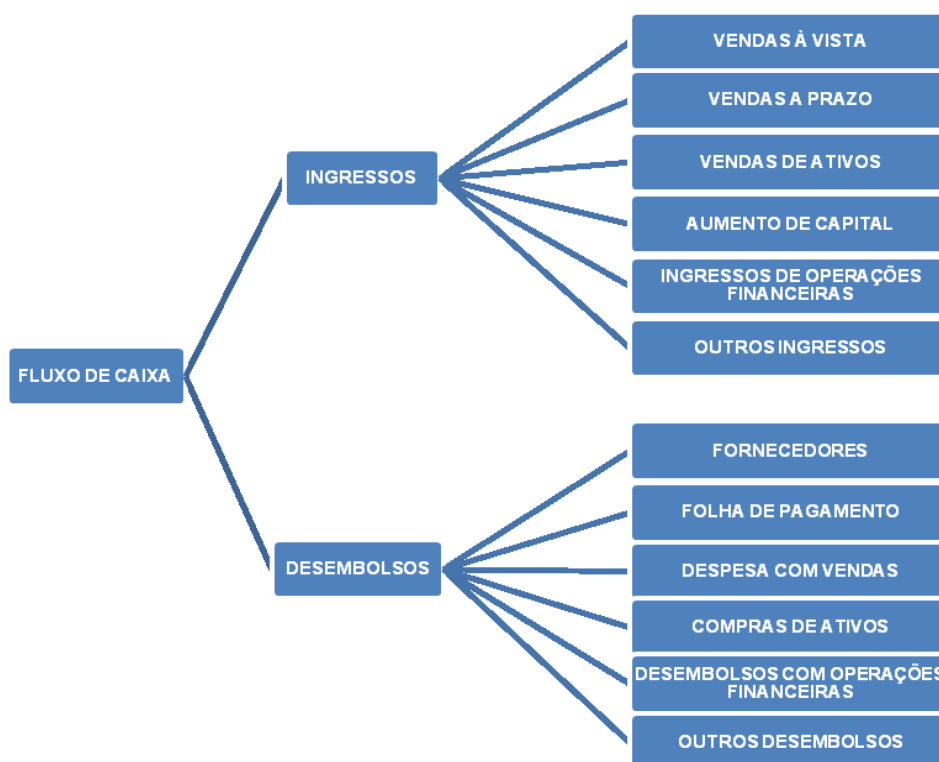 VENDAS À VISTA
VENDAS A PRAZO
VENDAS DE ATIVOS
INGRESSOS
AUMENTO DE CAPITAL
INGRESSOS DE OPERAÇÕES
FINANCEIRAS
OUTROS INGRESSOS
FLUXO DE CAIXA
FORNECEDORES
FOLHA DE PAGAMENTO
DESPESA COM VENDAS
DESEMBOLSOS
COMPRAS DE ATIVOS
DESEMBOLSOS COM OPERAÇÕES
FINANCEIRAS
OUTROS DESEMBOLSOS